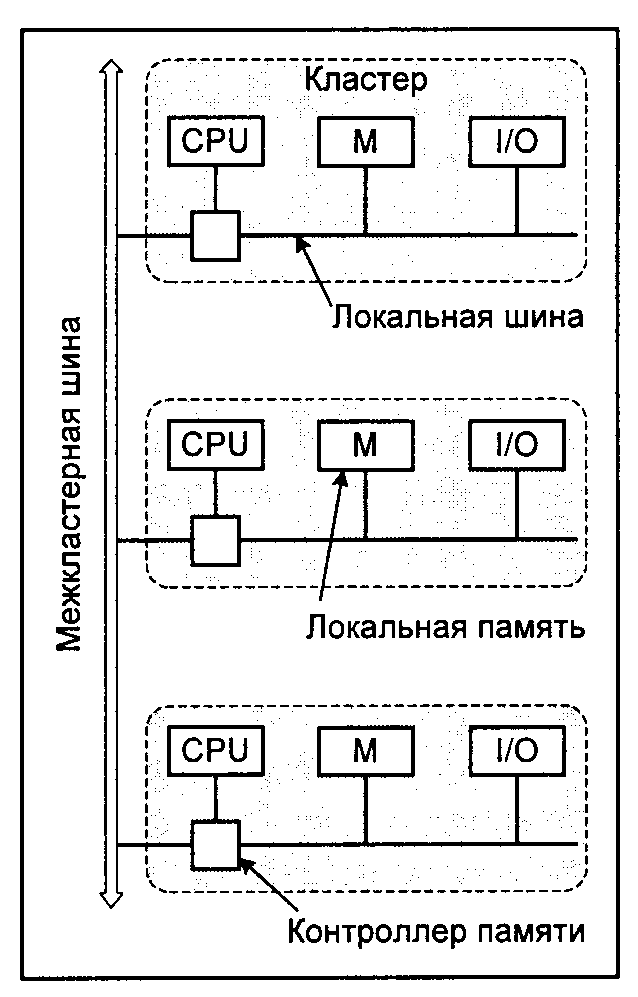 Кластер
CPU M I/O
Локальная шина
Межкластерная шина
CPU M I/O
Локальная память
CPU M I/O
Контроллер памяти